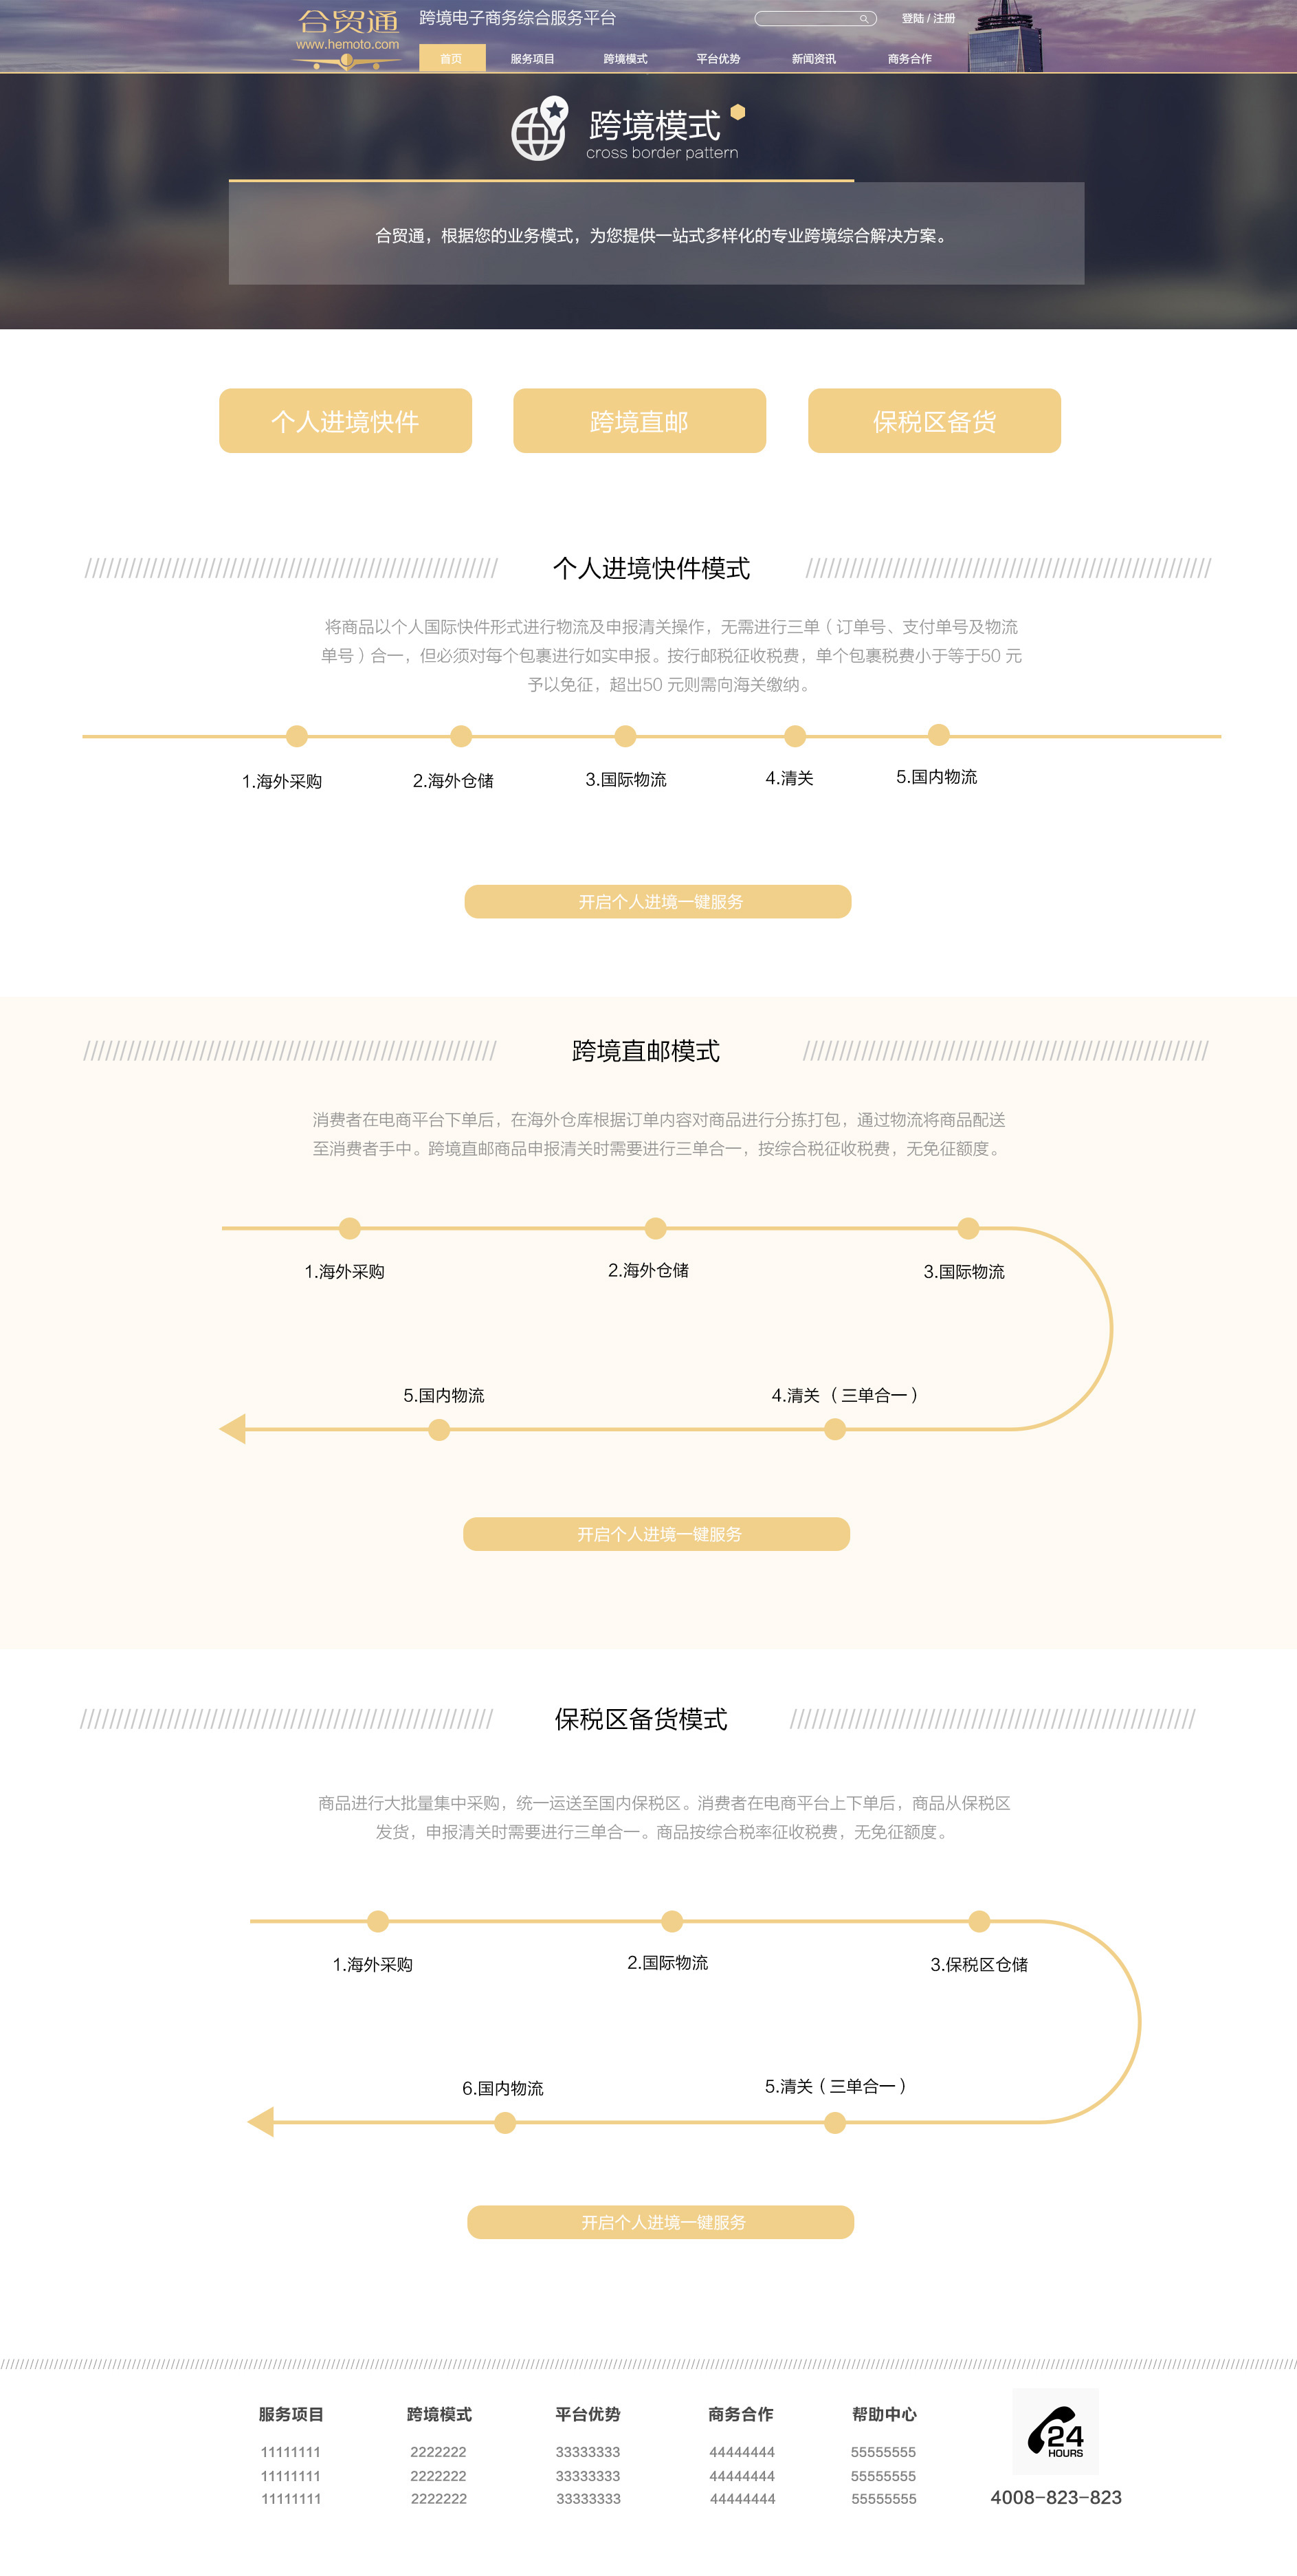 合贸通
www.hemoto.com
跨境电子商务综合服务平台
登陆 / 注册
首页
服务项目
跨境模式
平台优势
新闻资讯
商务合作
跨境模式
cross border pattern
合贸通，根据您的业务模式，为您提供一站式多样化的专业跨境综合解决方案。
个人进境快件
跨境直邮
保税区备货
个人进境快件模式
将商品以个人国际快件形式进行物流及申报清关操作，无需进行三单（订单号、支付单号及物流
单号）合一，但必须对每个包裹进行如实申报。按行邮税征收税费，单个包裹税费小于等于50 元
予以免征，超出50 元则需向海关缴纳。
1.海外采购
2.海外仓储
3.国际物流
4.清关
5.国内物流
开启个人进境一键服务
跨境直邮模式
消费者在电商平台下单后，在海外仓库根据订单内容对商品进行分拣打包，通过物流将商品配送
至消费者手中。跨境直邮商品申报清关时需要进行三单合一，按综合税征收税费，无免征额度。
1.海外采购
2.海外仓储
3.国际物流
5.国内物流
4.清关 （三单合一）
开启个人进境一键服务
保税区备货模式
商品进行大批量集中采购，统一运送至国内保税区。消费者在电商平台上下单后，商品从保税区
发货，申报清关时需要进行三单合一。商品按综合税率征收税费，无免征额度。
1.海外采购
2.国际物流
3.保税区仓储
6.国内物流
5.清关（三单合一）
开启个人进境一键服务
服务项目
跨境模式
平台优势
商务合作
帮助中心
11111111
2222222
33333333
44444444
55555555
11111111
2222222
33333333
44444444
55555555
11111111
2222222
33333333
44444444
55555555
24
HOURS
4008-823-823